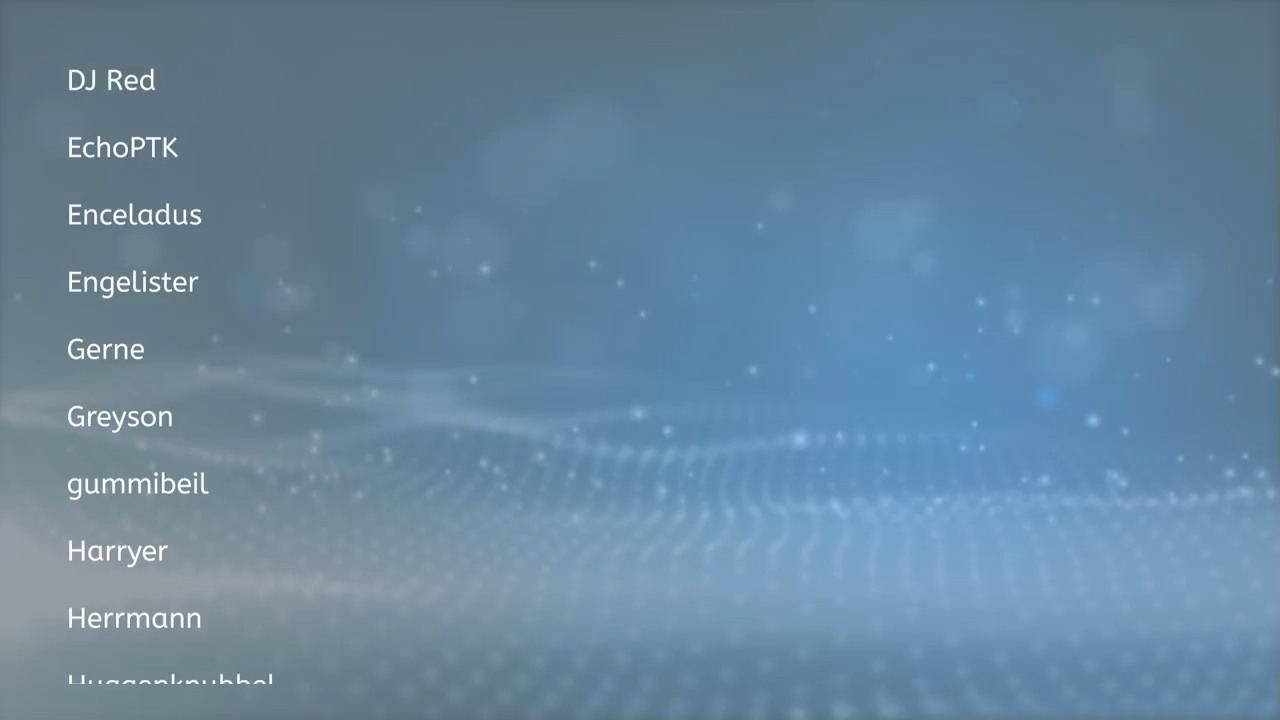 DJ Red
EchoPTK
Enceladus
Engelister
Gerne
Greyson
gummibeil
Harryer
Herrmann